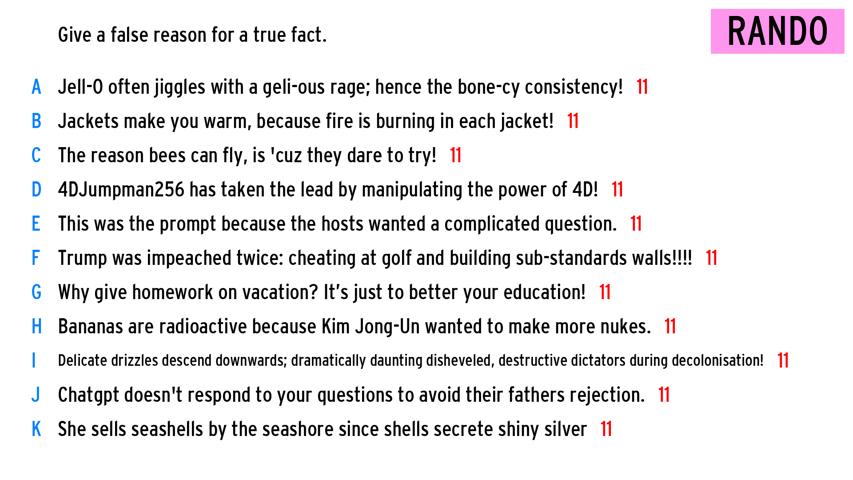 Give a false reason for a true fact.
RANDO
A Jell-O often jiggles with a geli-ous rage; hence the bone-cy consistency! 11
B Jackets make you warm, because fire is burning in each jacket! 11
C The reason bees can fly, is 'cuz they dare to try! 11
D 4DJumpman256 has taken the lead by manipulating the power of 4D! 11
E This was the prompt because the hosts wanted a complicated question. 11
F Trump was impeached twice: cheating at golf and building sub-standards walls!!!! 11
G Why give homework on vacation? It’s just to better your education! 11
H Bananas are radioactive because Kim Jong-Un wanted to make more nukes. 11
I Delicate drizzles descend downwards; dramatically daunting disheveled, destructive dictators during decolonisation! 11
J Chatgpt doesn't respond to your questions to avoid their fathers rejection. 11
K She sells seashells by the seashore since shells secrete shiny silver 11